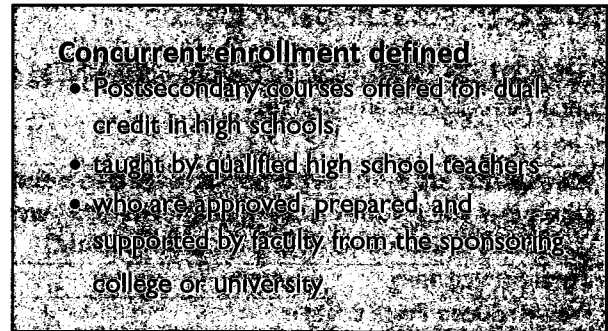 Concurrent enrollment defined
• Postsecondary courses offered for dual-
credit in high schools,
• taught by qualified high school teachers
• who are approved, prepared, and
supported by faculty from the sponsoring
college or university.